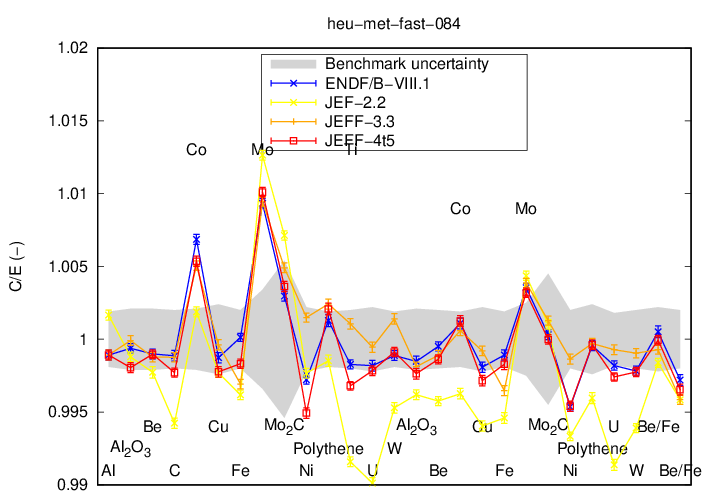 heu−met−fast−084
1.02
Benchmark uncertainty
ENDF/B−VIII.1
JEF−2.2
1.015
JEFF−3.3
JEFF−4t5
Co Mo Ti
1.01
Co Mo
C/E (−)
1.005
1
0.995
Be Cu Mo2C Al2O3 Cu Mo2C U Be/Fe
Al2O3 Polythene W Polythene
Al C Fe Ni U Be Fe Ni W Be/Fe
0.99